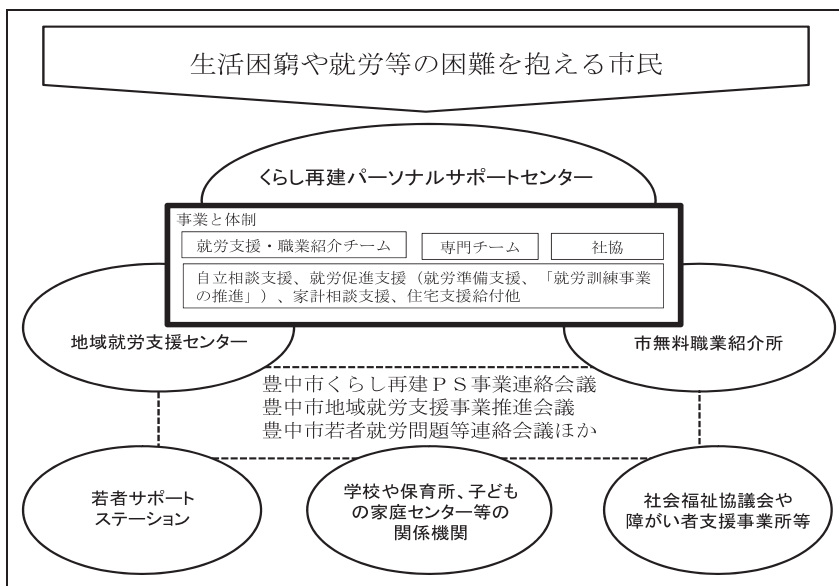 生活困窮や就労等の困難を抱える市民
くらし再建パーソナルサポートセンター
事業と体制
就労支援・職業紹介チーム
専門チーム
社協
自立相談支援、就労促進支援（就労準備支援、「就労訓練事業
の推進」）、家計相談支援、住宅支援給付他
地域就労支援センター
市無料職業紹介所
豊中市くらし再建ＰＳ事業連絡会議
豊中市地域就労支援事業推進会議
豊中市若者就労問題等連絡会議ほか
若者サポート
ステーション
学校や保育所、子ども
の家庭センター等の
関係機関
社会福祉協議会や
障がい者支援事業所等